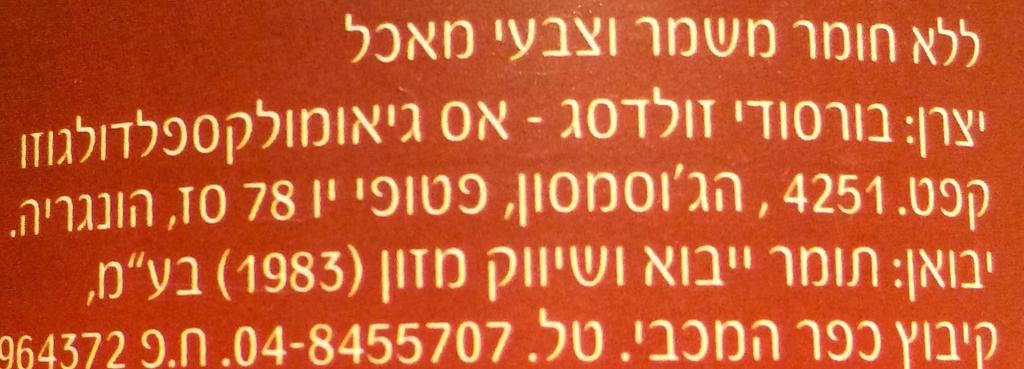 ללא חומר משמר וצבעי מאכל
יצרן: בורסודי זולדסג - אס גיאומולקספלדולגוזו
קפט. 4251 , הג'וסמסון, פטופי יו 78 סז, הונגריה.
יבואן: תומר ייבוא ושיווק מזון (1983) בע"מ,
קיבוץ כפר המכבי. טל. 04-8455707. ח.פ 964372